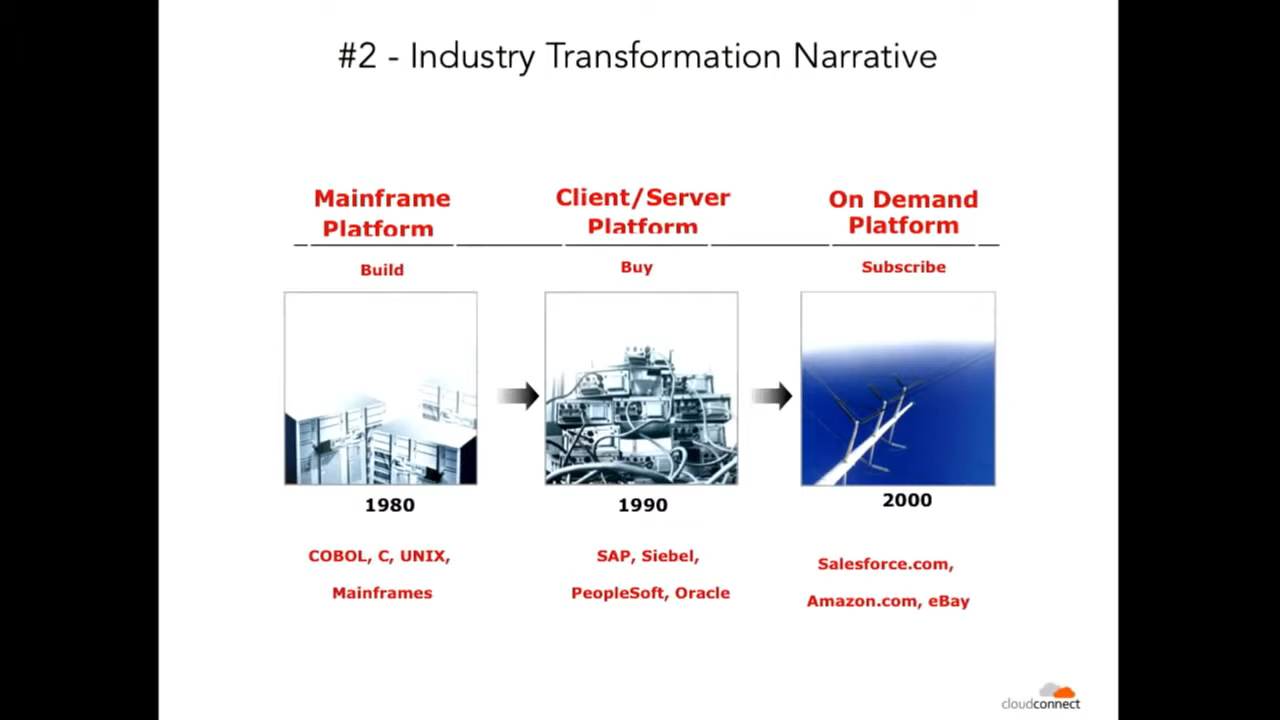 #2 - Industry Transformation Narrative
Mainframe
Platform
Client/Server
Platform
On Demand
Platform
Build
Buy
Subscribe
1980
1990
2000
COBOL, C, UNIX,
Mainframes
SAP, Siebel,
PeopleSoft, Oracle
Salesforce.com,
Amazon.com, eBay
cloudconnect